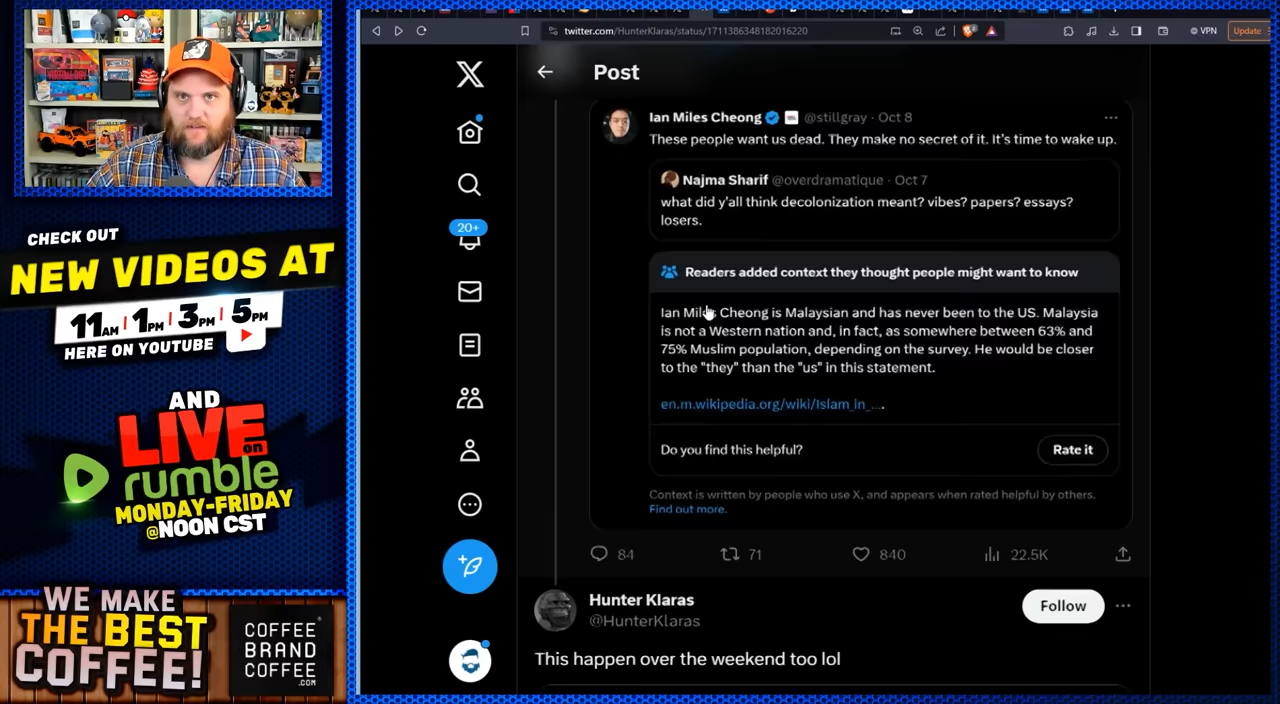 twitter.com/HunterKlaras/status/1711386348182016220
VPN
Update
Post
Ian Miles Cheong @stillgray · Oct 8
These people want us dead. They make no secret of it. It's time to wake up.
Najma Sharif @overdramatique · Oct 7
what did y'all think decolonization meant? vibes? papers? essays?
losers.
Readers added context they thought people might want to know
Ian Miles Cheong is Malaysian and has never been to the US. Malaysia
is not a Western nation and, in fact, as somewhere between 63% and
75% Muslim population, depending on the survey. He would be closer
to the "they" than the "us" in this statement.
en.m.wikipedia.org/wiki/Islam_in_....
Do you find this helpful?
Rate it
Context is written by people who use X, and appears when rated helpful by others.
Find out more.
84
71
840
22.5K
Hunter Klaras
@HunterKlaras
Follow
This happen over the weekend too lol
20+
CHECK OUT
NEW VIDEOS AT
11AM | 1PM | 3PM | 5PM
HERE ON YOUTUBE
AND
LIVE on
rumble
MONDAY-FRIDAY
@NOON CST
WE MAKE
THE BEST
COFFEE!
COFFEE
BRAND
COFFEE
.COM